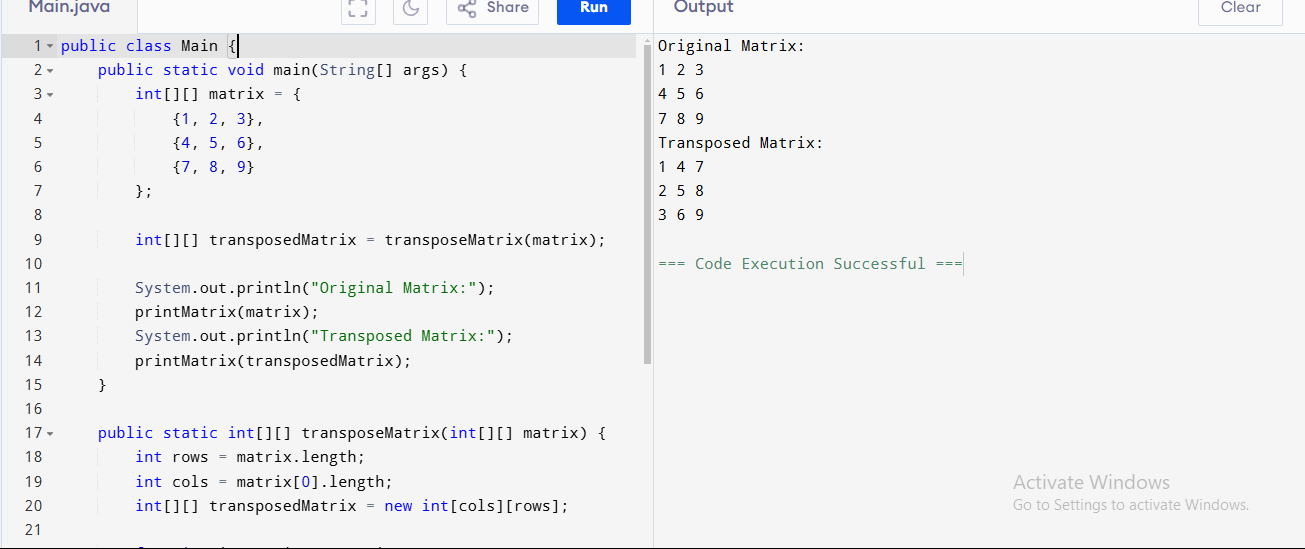 Main.java
Share
Run
Output
Clear
1 public class Main {
2     public static void main(String[] args) {
3         int[][] matrix = {
4             {1, 2, 3},
5             {4, 5, 6},
6             {7, 8, 9}
7         };
8
9         int[][] transposedMatrix = transposeMatrix(matrix);
10
11         System.out.println("Original Matrix:");
12         printMatrix(matrix);
13         System.out.println("Transposed Matrix:");
14         printMatrix(transposedMatrix);
15     }
16
17     public static int[][] transposeMatrix(int[][] matrix) {
18         int rows = matrix.length;
19         int cols = matrix[0].length;
20         int[][] transposedMatrix = new int[cols][rows];
21
Original Matrix:
1 2 3
4 5 6
7 8 9
Transposed Matrix:
1 4 7
2 5 8
3 6 9
=== Code Execution Successful ===
Activate Windows
Go to Settings to activate Windows.